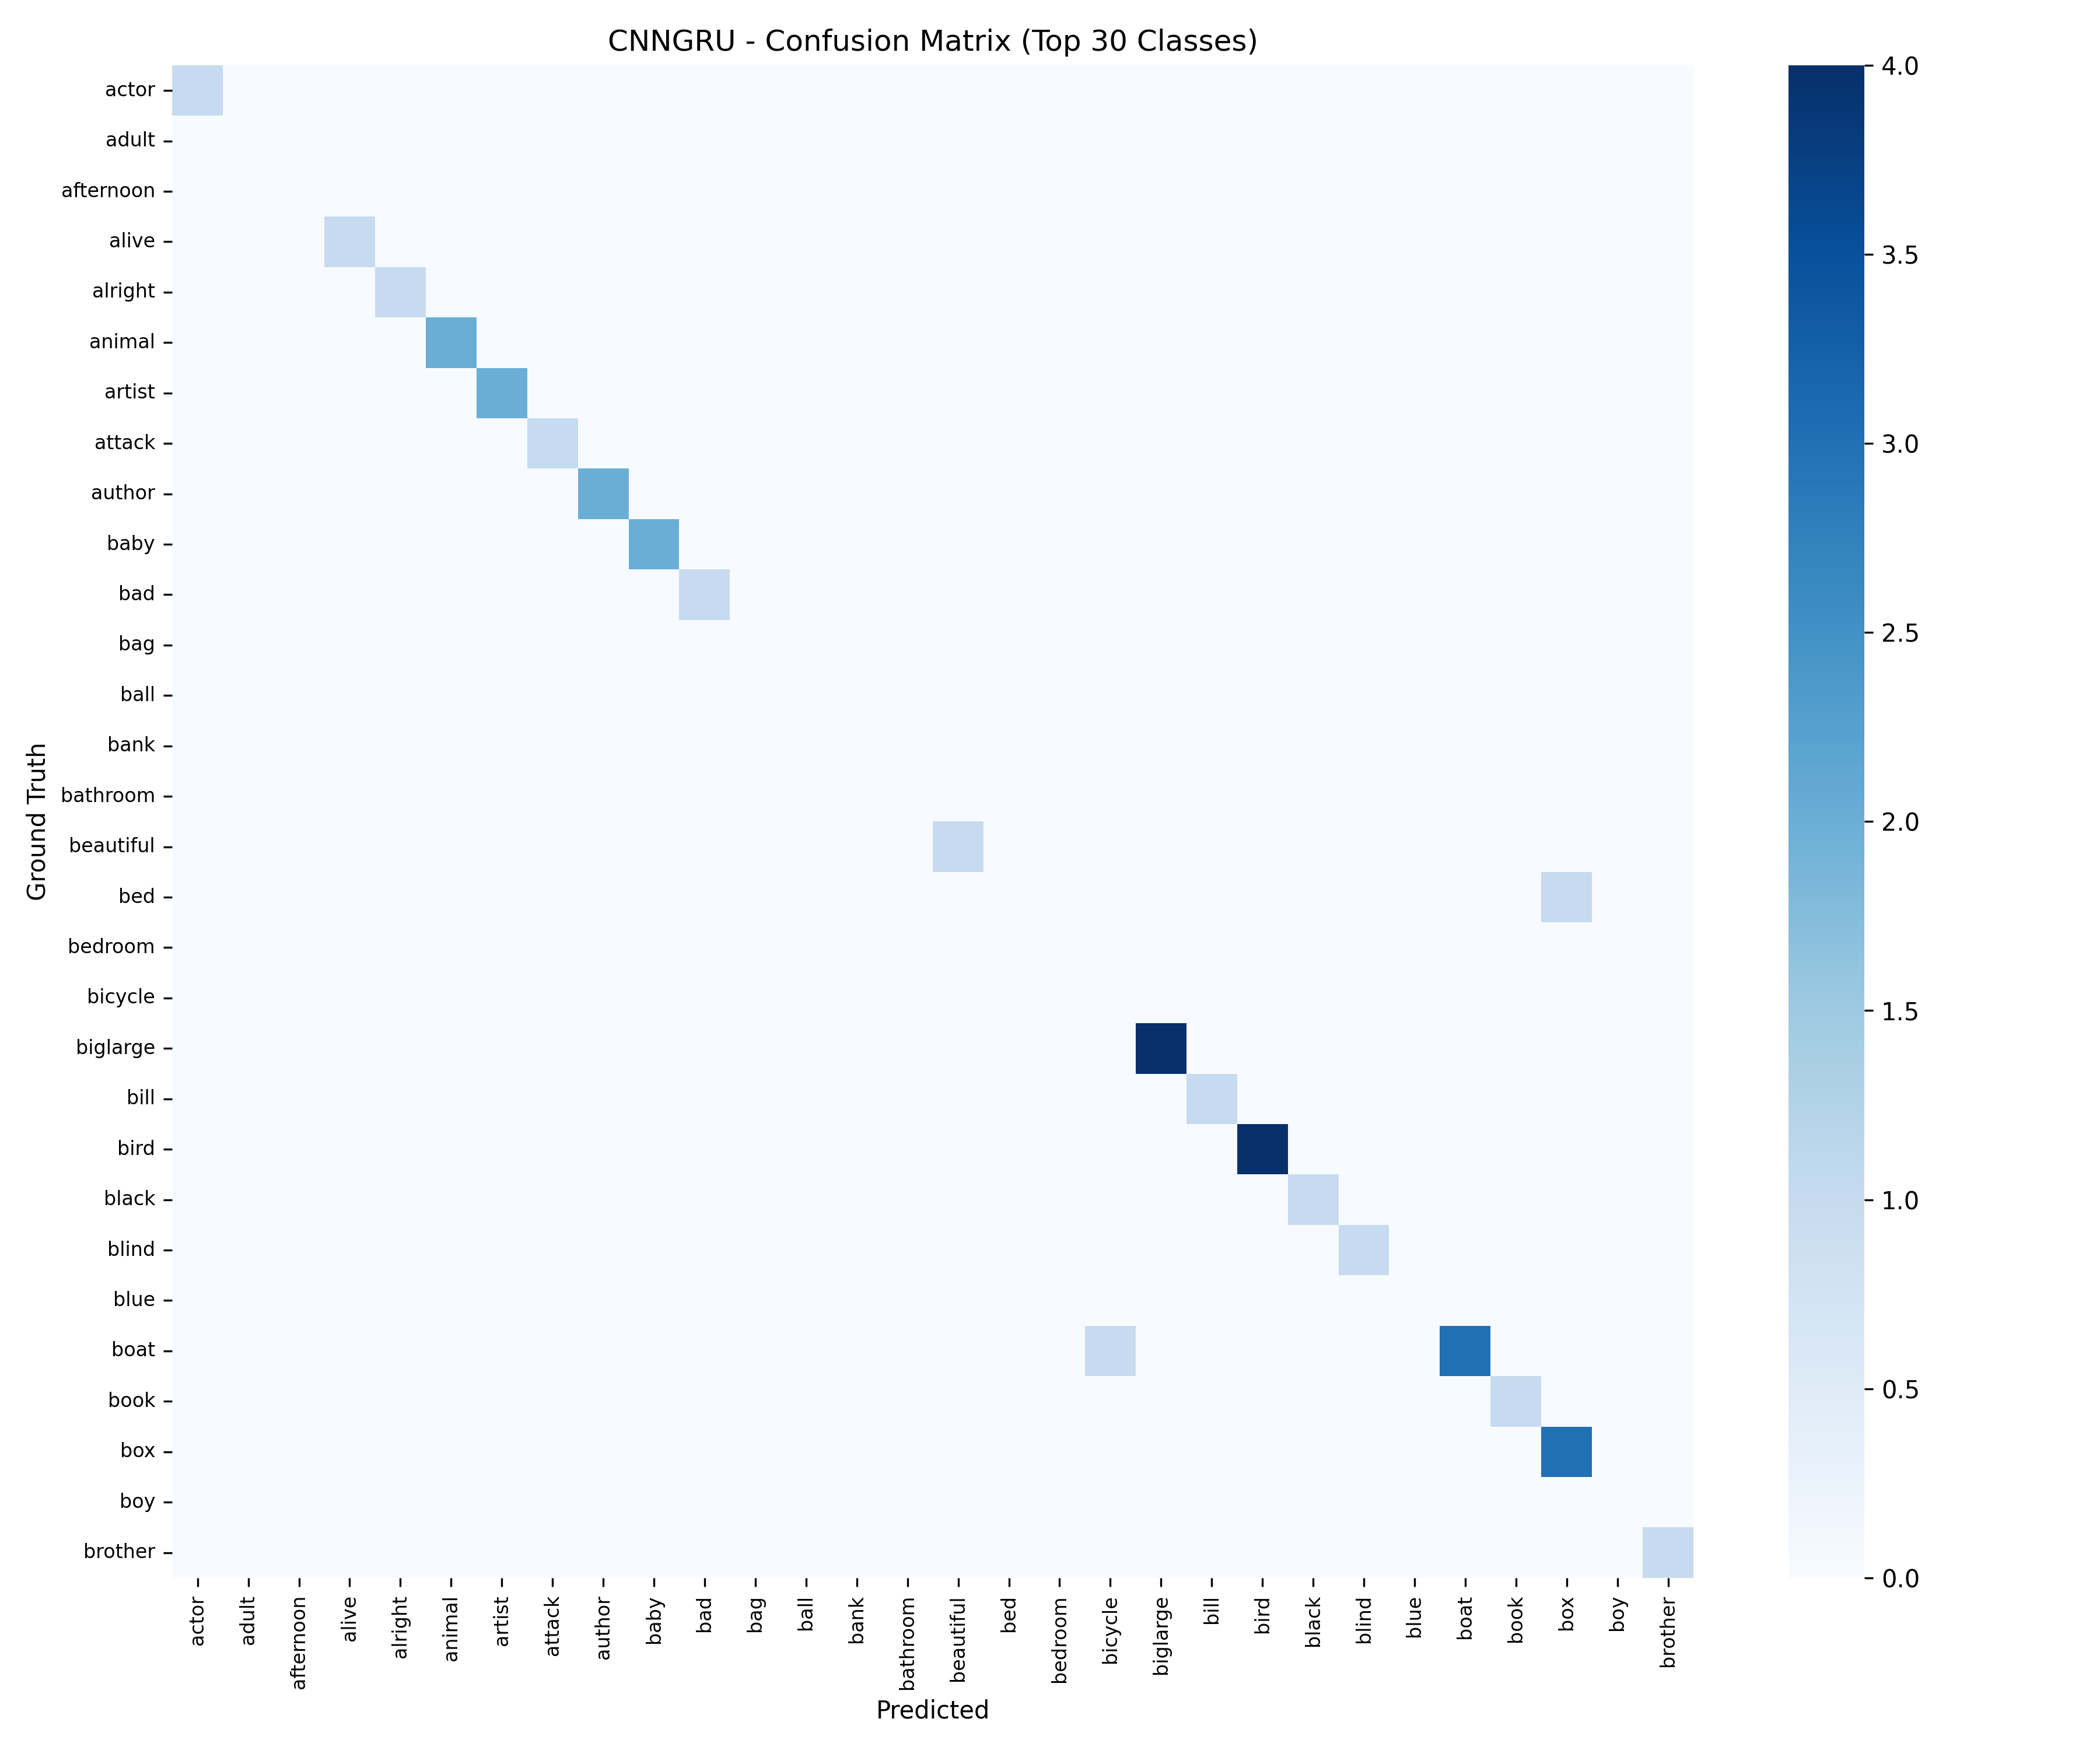 CNNGRU - Confusion Matrix (Top 30 Classes)
Ground Truth
actor
adult
afternoon
alive
alright
animal
artist
attack
author
baby
bad
bag
ball
bank
bathroom
beautiful
bed
bedroom
bicycle
biglarge
bill
bird
black
blind
blue
boat
book
box
boy
brother
actor
adult
afternoon
alive
alright
animal
artist
attack
author
baby
bad
bag
ball
bank
bathroom
beautiful
bed
bedroom
bicycle
biglarge
bill
bird
black
blind
blue
boat
book
box
boy
brother
Predicted
4.0
3.5
3.0
2.5
2.0
1.5
1.0
0.5
0.0